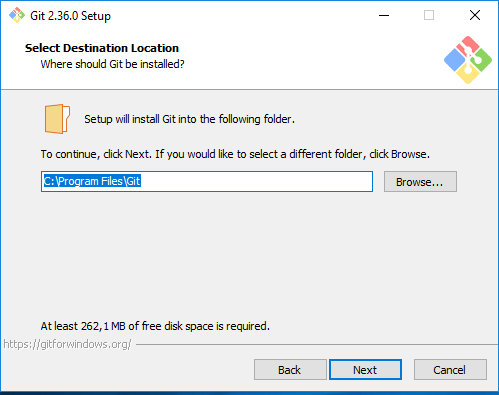 Git 2.36.0 Setup
Select Destination Location
Where should Git be installed?
Setup will install Git into the following folder.
To continue, click Next. If you would like to select a different folder, click Browse.
C:\Program Files\Git
Browse...
At least 262,1 MB of free disk space is required.
https://gitforwindows.org/
Back
Next
Cancel